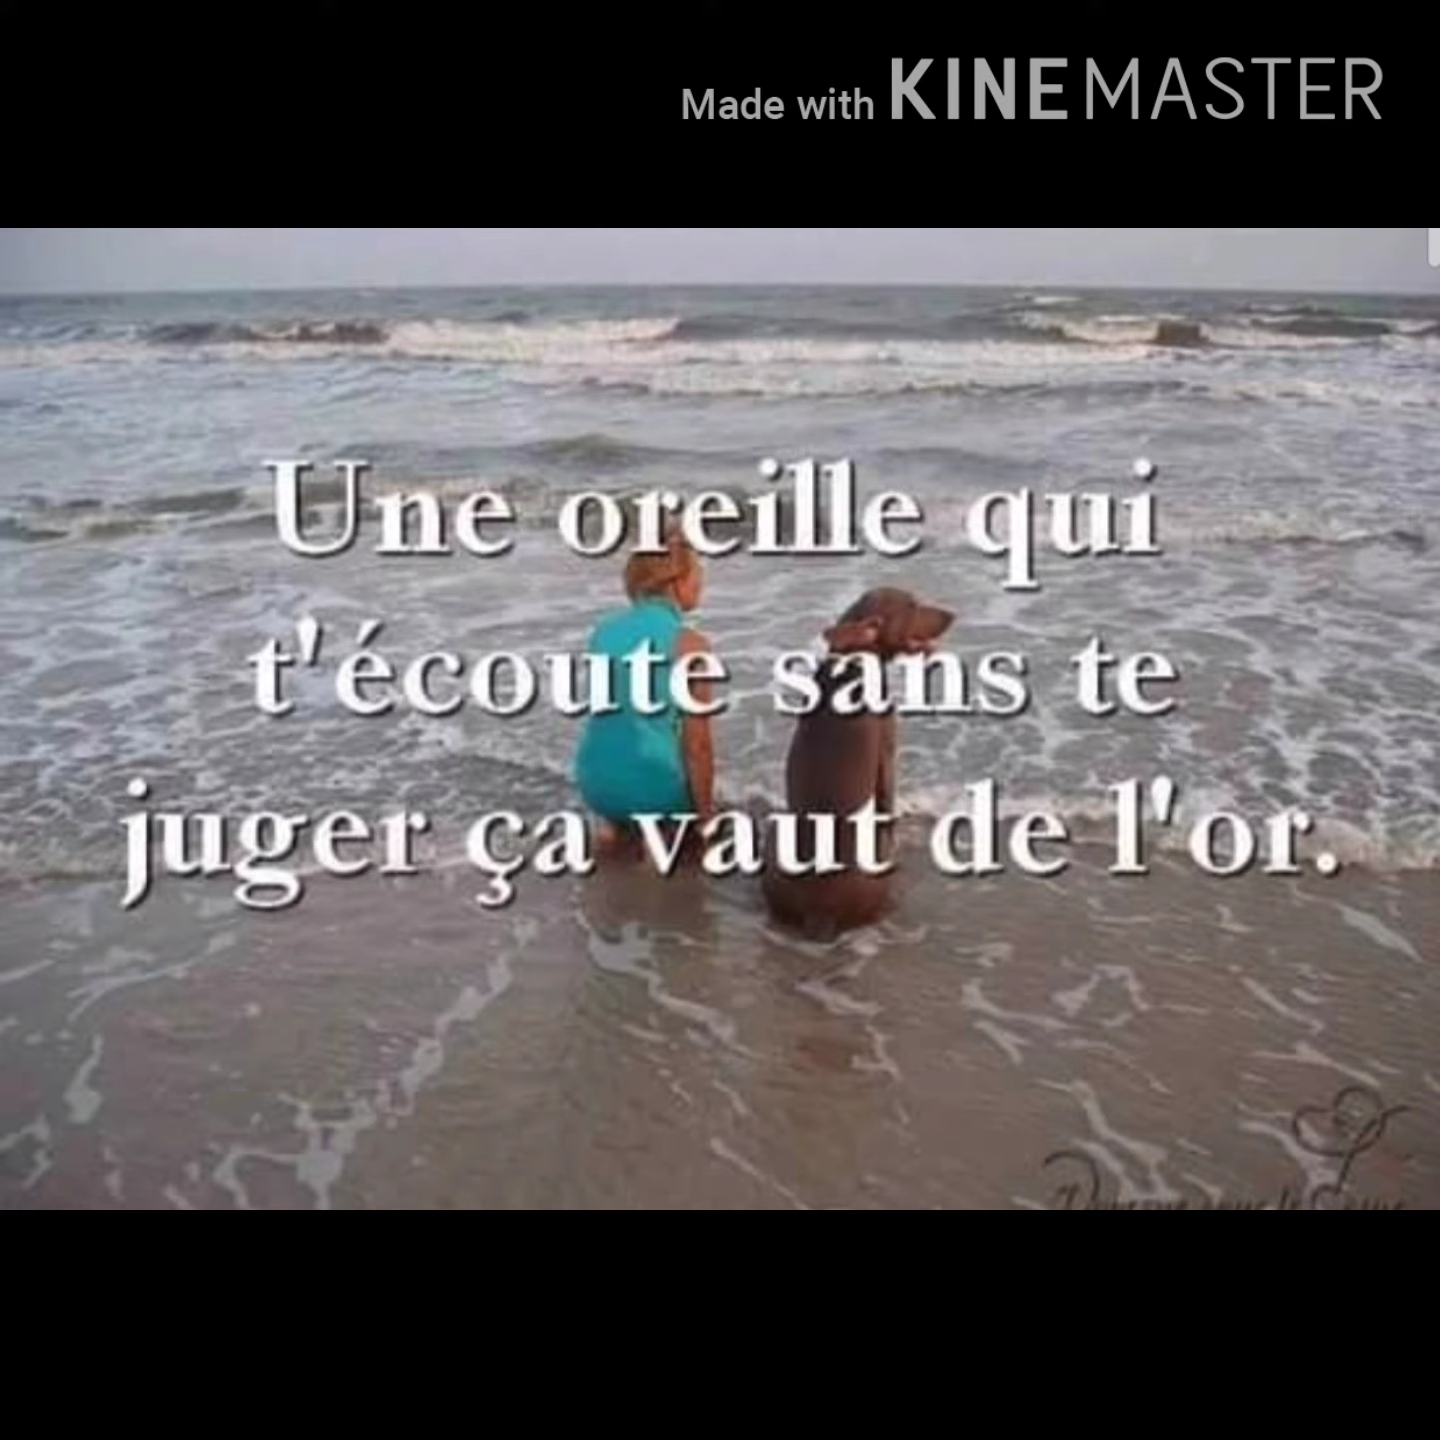 Made with KINEMASTER
Une oreille qui
t'écoute sans te
juger ça vaut de l'or.